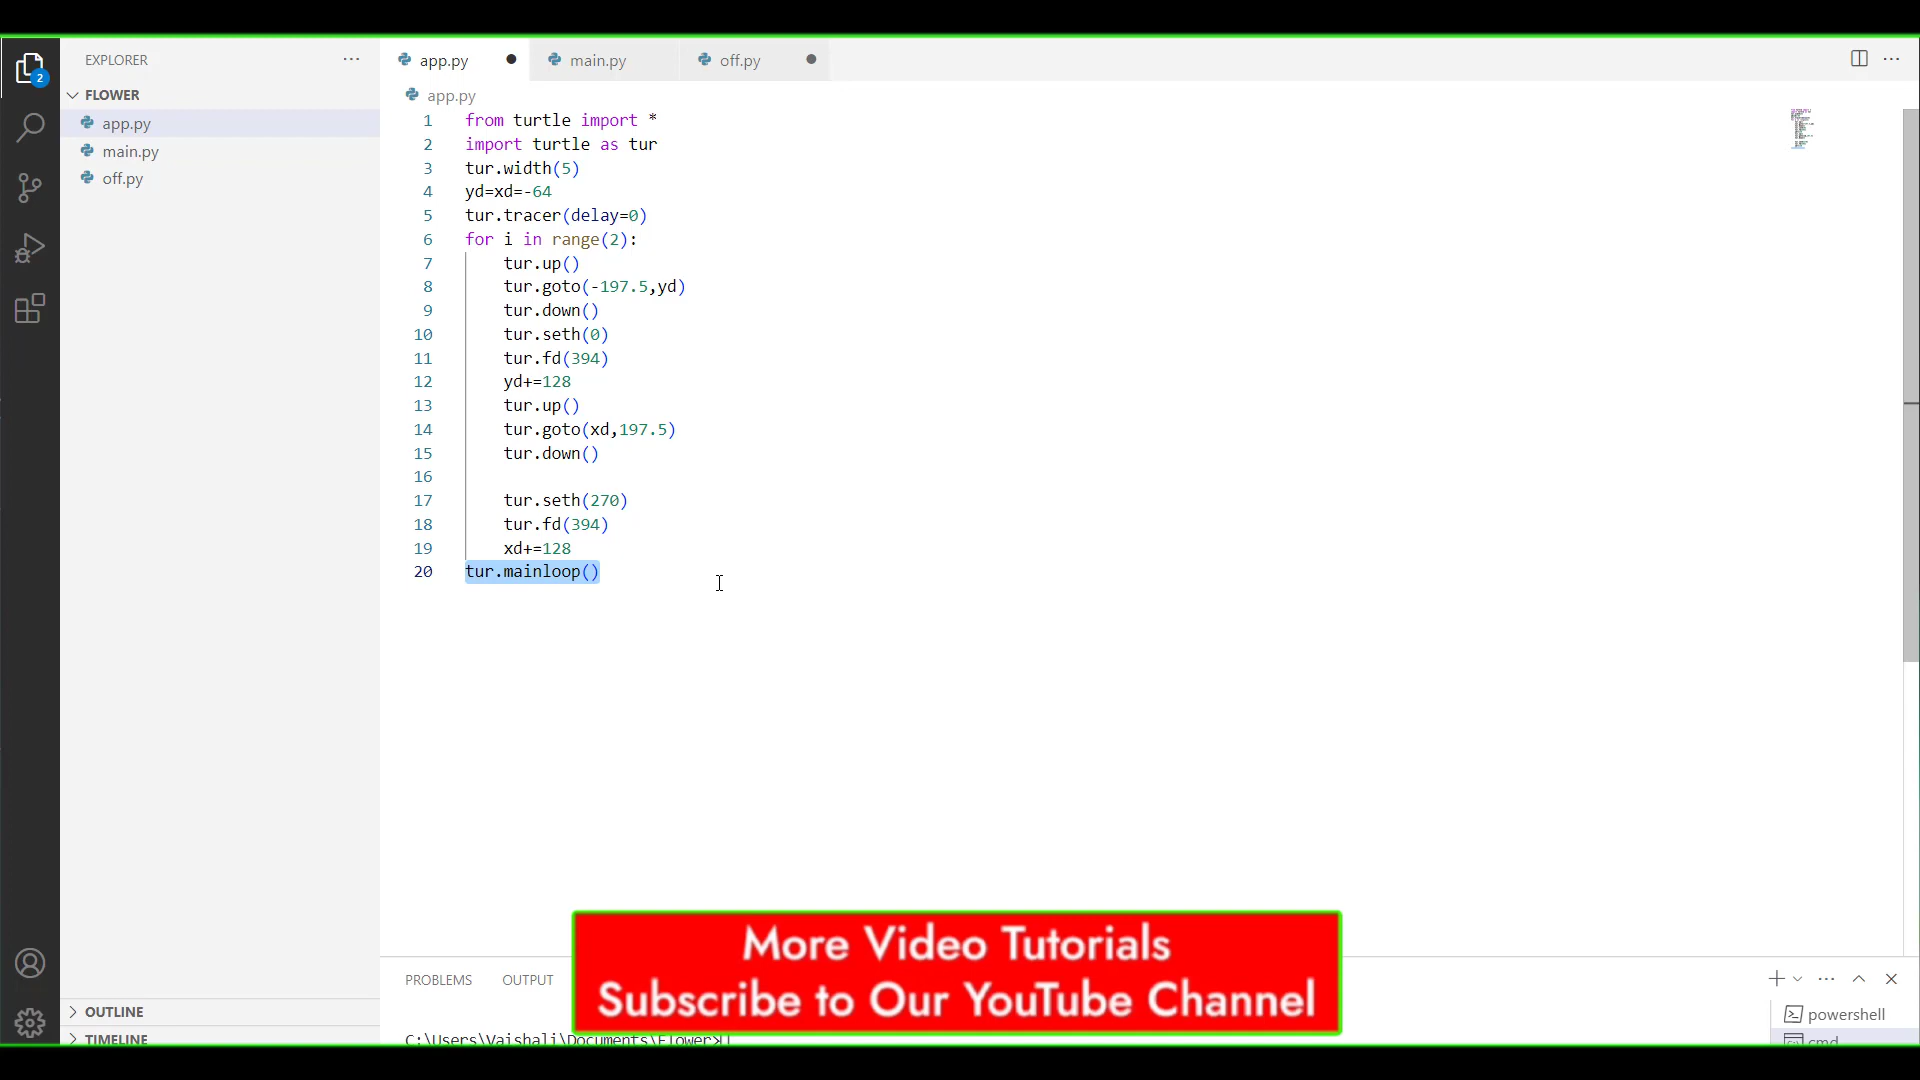 EXPLORER
FLOWER
app.py
main.py
off.py
OUTLINE
TIMELINE
2
app.py main.py off.py
app.py
1 from turtle import *
2 import turtle as tur
3 tur.width(5)
4 yd=xd=-64
5 tur.tracer(delay=0)
6 for i in range(2):
7 tur.up()
8 tur.goto(-197.5,yd)
9 tur.down()
10 tur.seth(0)
11 tur.fd(394)
12 yd+=128
13 tur.up()
14 tur.goto(xd,197.5)
15 tur.down()
16
17 tur.seth(270)
18 tur.fd(394)
19 xd+=128
20 tur.mainloop()
PROBLEMS OUTPUT
More Video Tutorials
Subscribe to Our YouTube Channel
C:\Users\Vaishali\Documents\Flower>
powershell
cmd